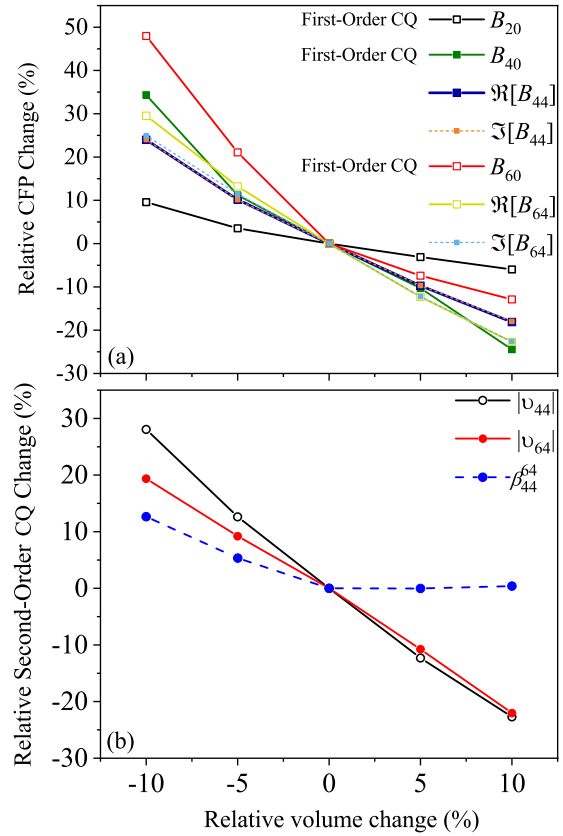 First-Order CQ B₂₀
First-Order CQ B₄₀
ℜ[B₄₄]
ℑ[B₄₄]
First-Order CQ B₆₀
ℜ[B₆₄]
ℑ[B₆₄]
Relative CFP Change (%)
50
40
30
20
10
0
-10
-20
-30
(a)
|υ₄₄|
|υ₆₄|
β₄₄⁶⁴
Relative Second-Order CQ Change (%)
30
20
10
0
-10
-20
-30
(b)
-10 -5 0 5 10
Relative volume change (%)